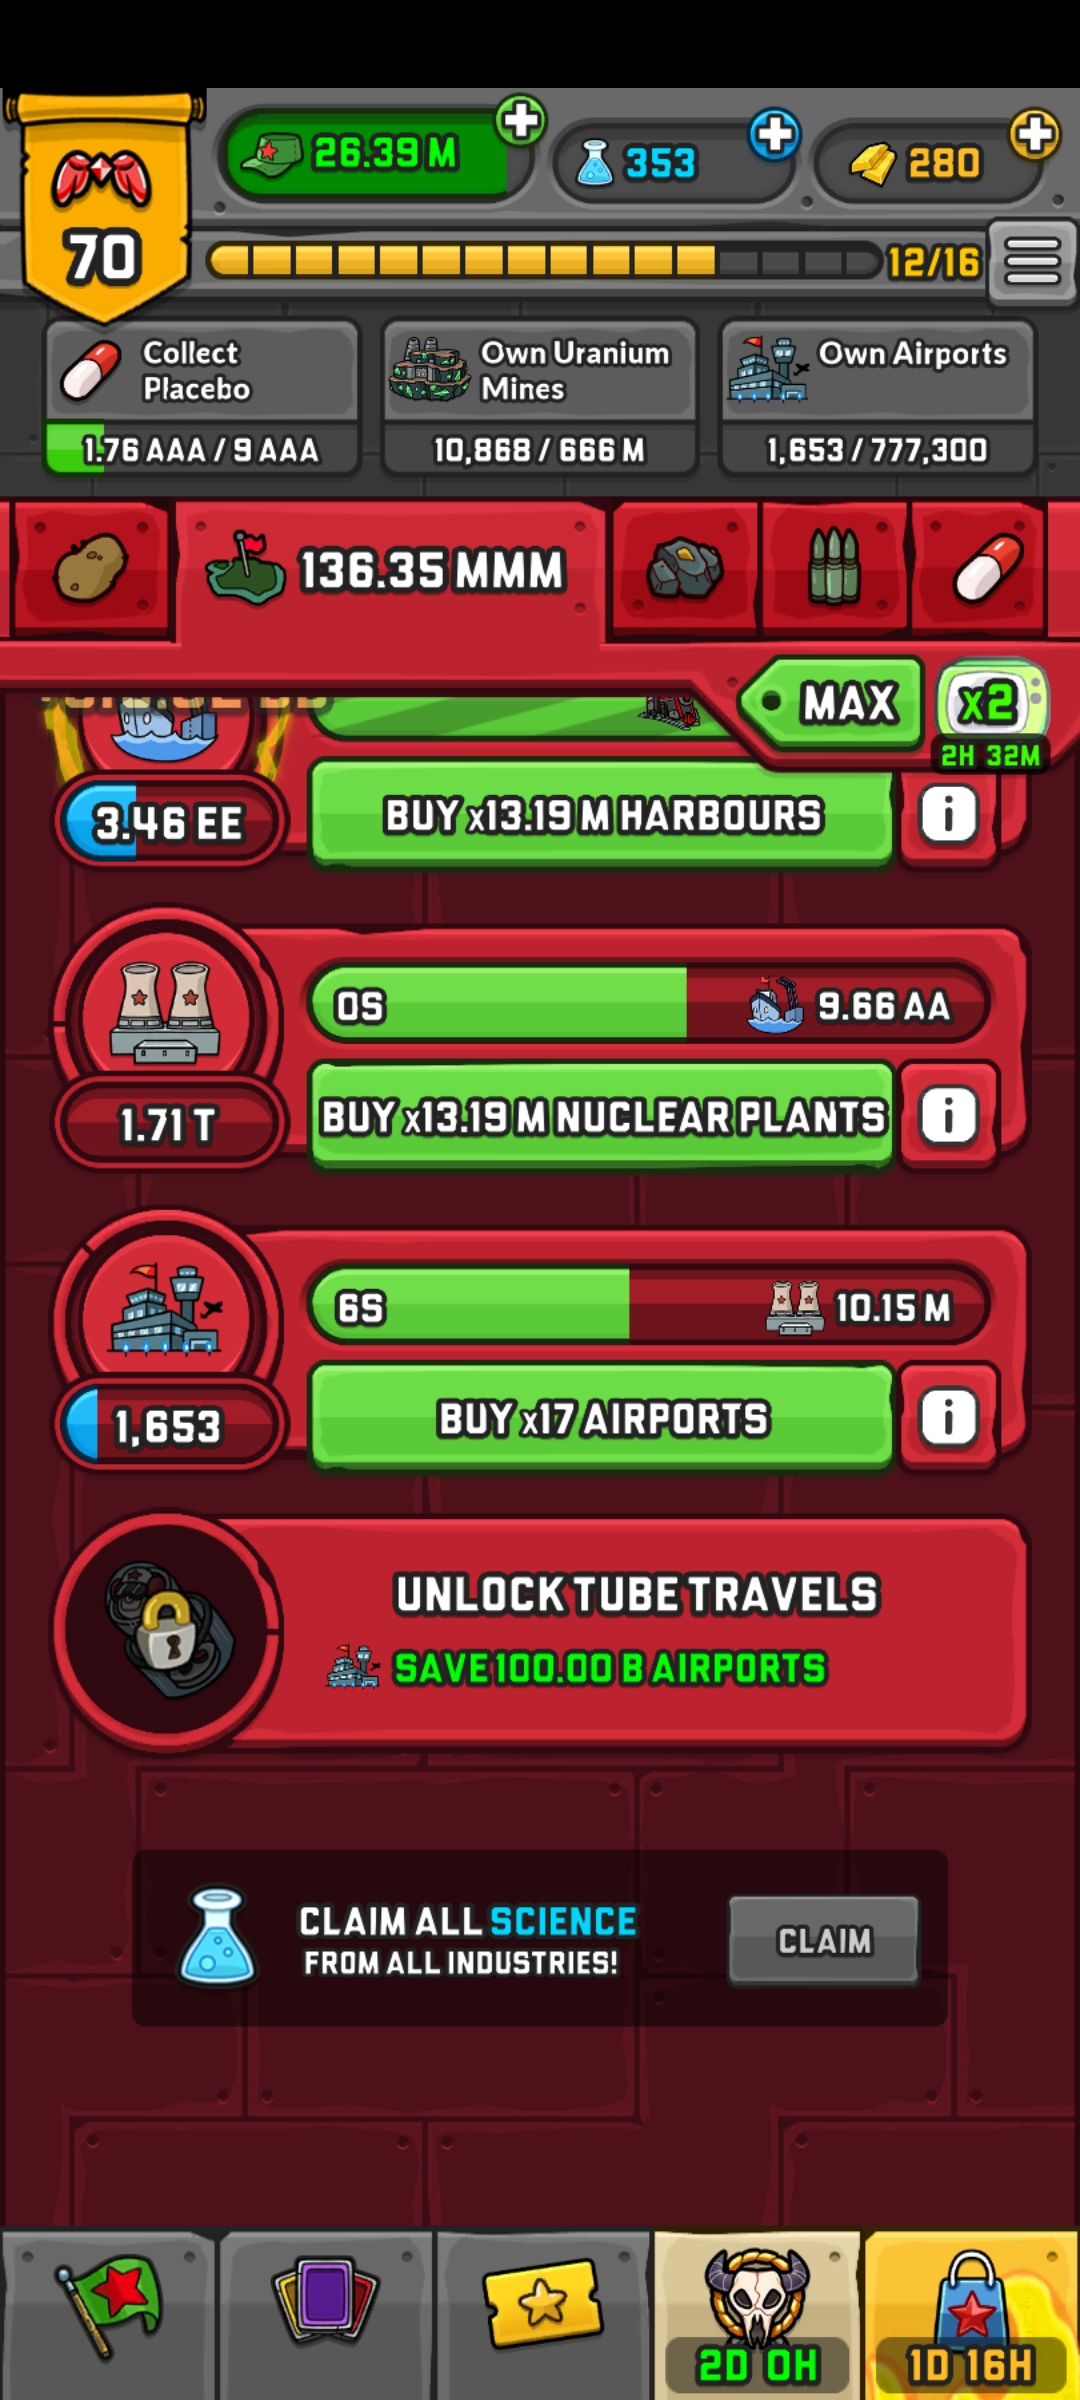 26.39 M
353
280
70
12/16
Collect
Placebo
Own Uranium
Mines
Own Airports
1.76 AAA / 9 AAA
10,868 / 666 M
1,653 / 777,300
136.35 MMM
MAX
x2
2H 32M
3.46 EE
BUY x13.19 M HARBOURS
i
0S
9.66 AA
1.71 T
BUY x13.19 M NUCLEAR PLANTS
i
6S
10.15 M
1,653
BUY x17 AIRPORTS
i
UNLOCK TUBE TRAVELS
SAVE 100.00 B AIRPORTS
CLAIM ALL SCIENCE
FROM ALL INDUSTRIES!
CLAIM
2D 0H
1D 16H